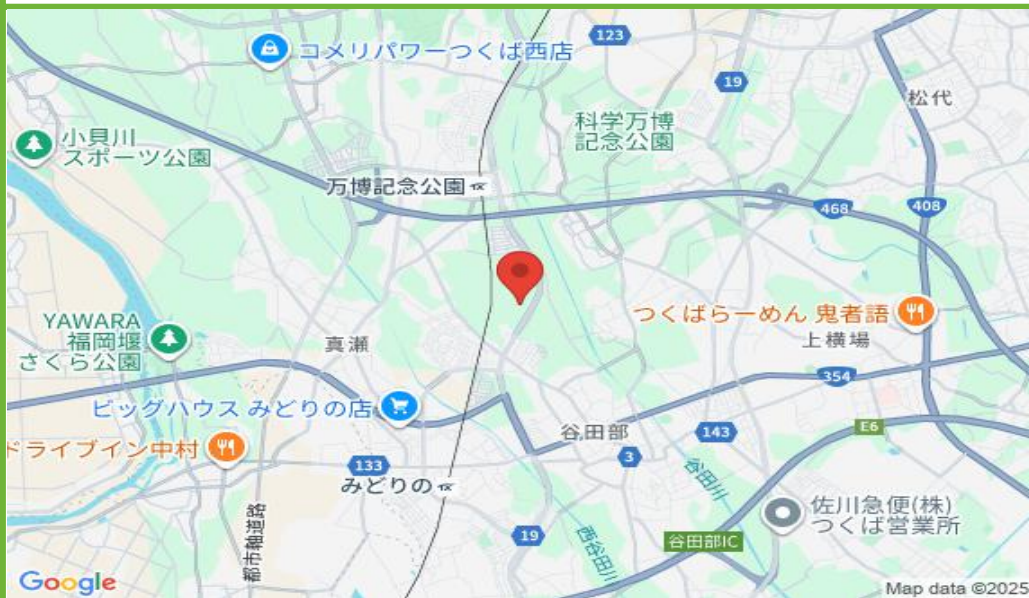 コメリパワーつくば西店
123
19
松代
科学万博
記念公園
小貝川
スポーツ公園
万博記念公園
468
408
YAWARA
福岡堰
さくら公園
真瀬
つくばらーめん 鬼者語
上横場
354
ビッグハウス みどりの店
谷田部
143
E6
ドライブイン中村
133
3
みどりの
谷田川
佐川急便(株)
つくば営業所
都市軸道路
19
西谷田川
谷田部IC
Google
Map data ©2025